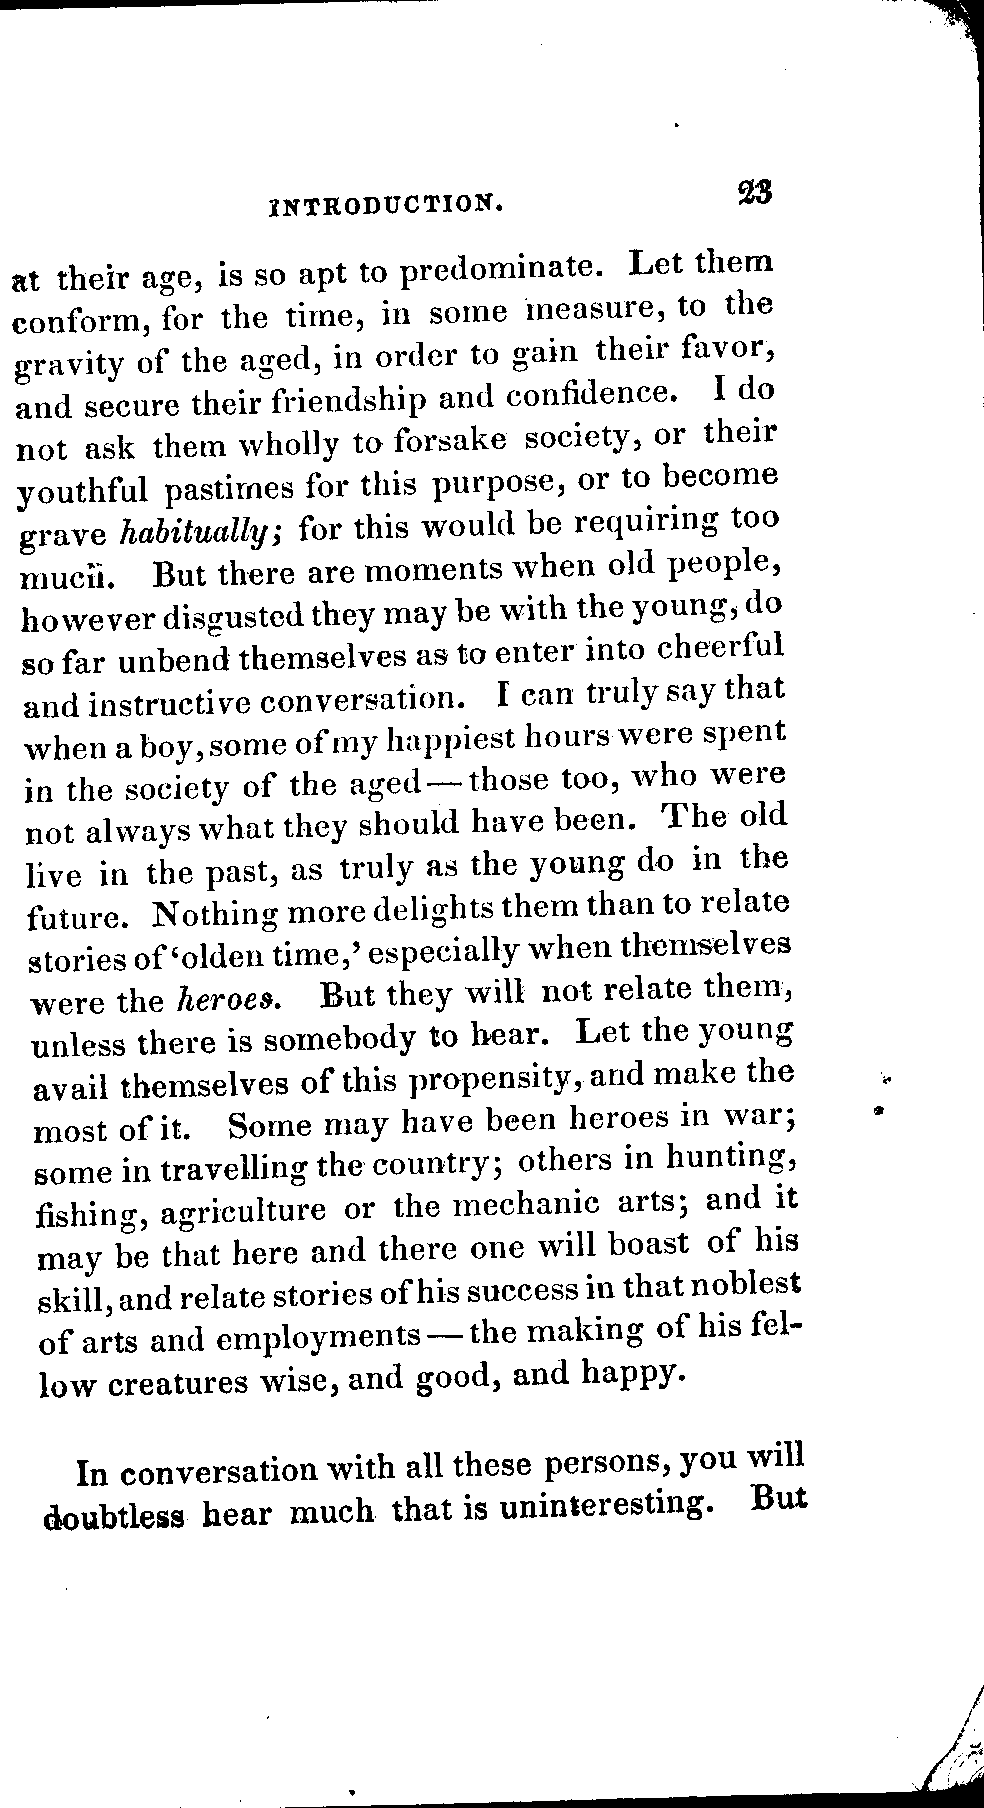 INTRODUCTION. 23
at their age, is so apt to predominate. Let them
conform, for the time, in some measure, to the
gravity of the aged, in order to gain their favor,
and secure their friendship and confidence. I do
not ask them wholly to forsake society, or their
youthful pastimes for this purpose, or to become
grave habitually; for this would be requiring too
much. But there are moments when old people,
however disgusted they may be with the young, do
so far unbend themselves as to enter into cheerful
and instructive conversation. I can truly say that
when a boy, some of my happiest hours were spent
in the society of the aged—those too, who were
not always what they should have been. The old
live in the past, as truly as the young do in the
future. Nothing more delights them than to relate
stories of 'olden time,' especially when themselves
were the heroes. But they will not relate them,
unless there is somebody to hear. Let the young
avail themselves of this propensity, and make the
most of it. Some may have been heroes in war;
some in travelling the country; others in hunting,
fishing, agriculture or the mechanic arts; and it
may be that here and there one will boast of his
skill, and relate stories of his success in that noblest
of arts and employments—the making of his fel-
low creatures wise, and good, and happy.
In conversation with all these persons, you will
doubtless hear much that is uninteresting. But